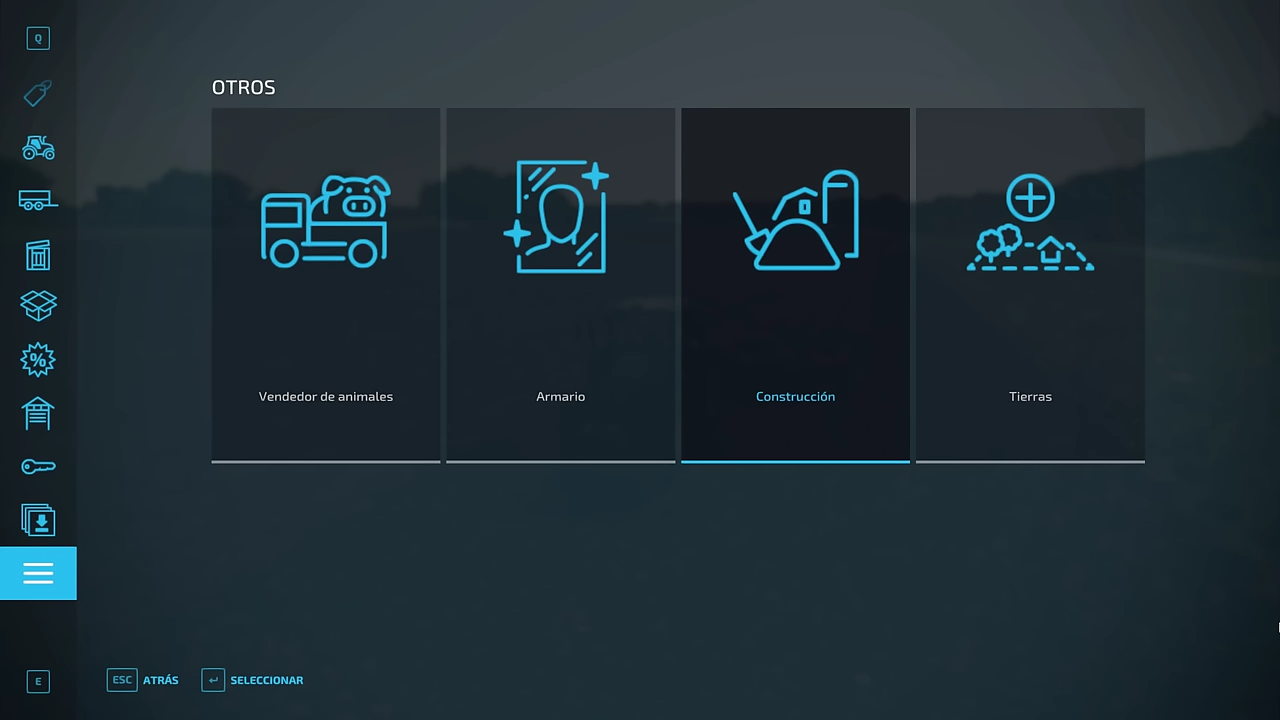 Q
OTROS
Vendedor de animales
Armario
Construcción
Tierras
%
E
ESC ATRÁS ↵ SELECCIONAR